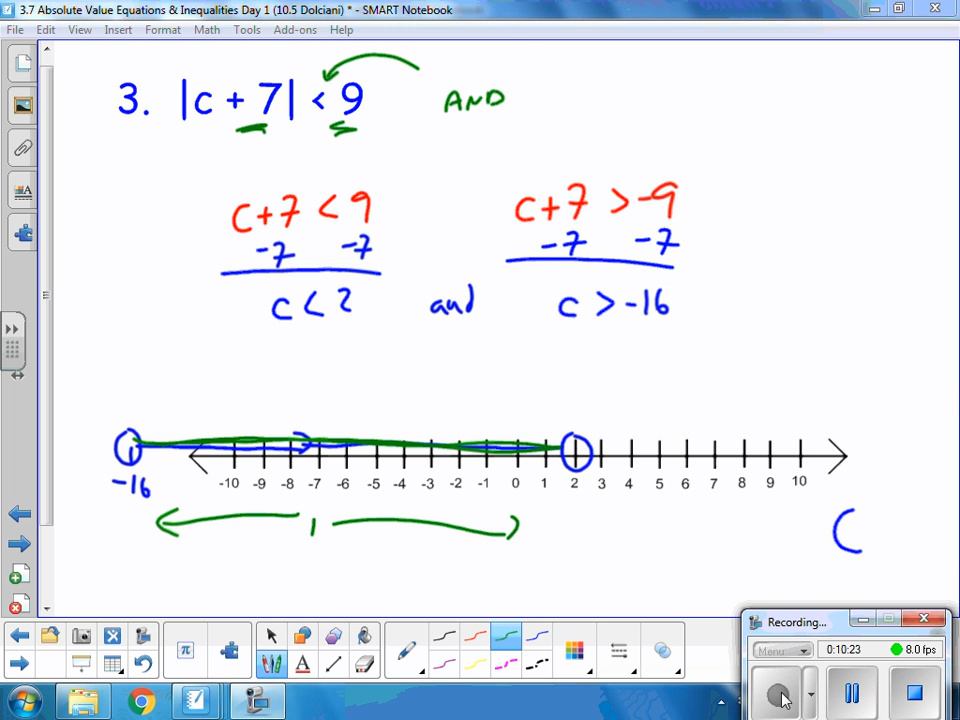 3.7 Absolute Value Equations & Inequalities Day 1 (10.5 Dolciani) * - SMART Notebook
File Edit View Insert Format Math Tools Add-ons Help
3. |c + 7| < 9 AND
c+7 < 9 c+7 > -9
-7 -7 -7 -7
c < 2 and c > -16
-10 -9 -8 -7 -6 -5 -4 -3 -2 -1 0 1 2 3 4 5 6 7 8 9 10
-16
(
Recording...
Menu 0:10:23 8.0 fps